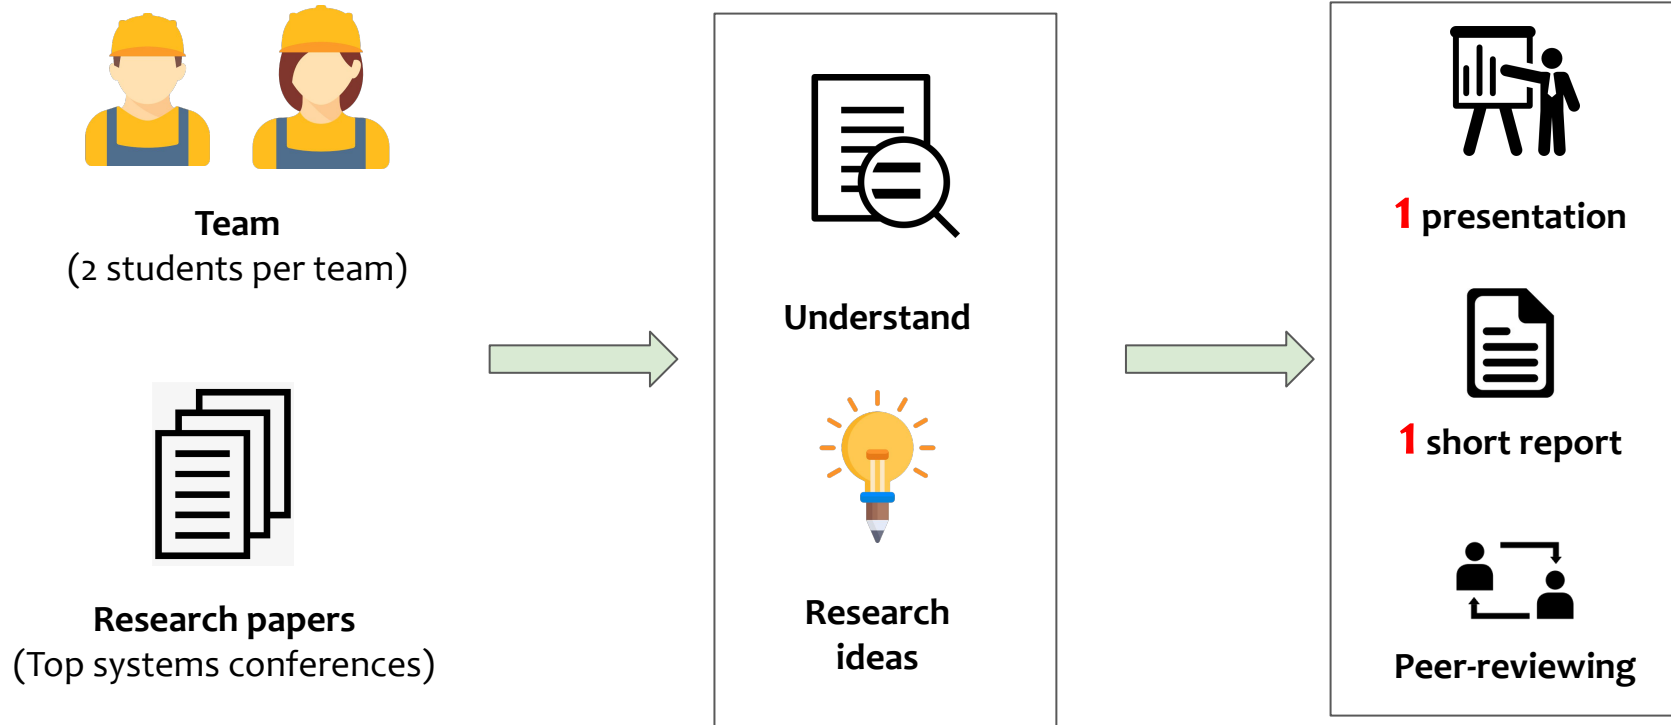 Team
(2 students per team)
Research papers
(Top systems conferences)
Understand
Research
ideas
1 presentation
1 short report
Peer-reviewing